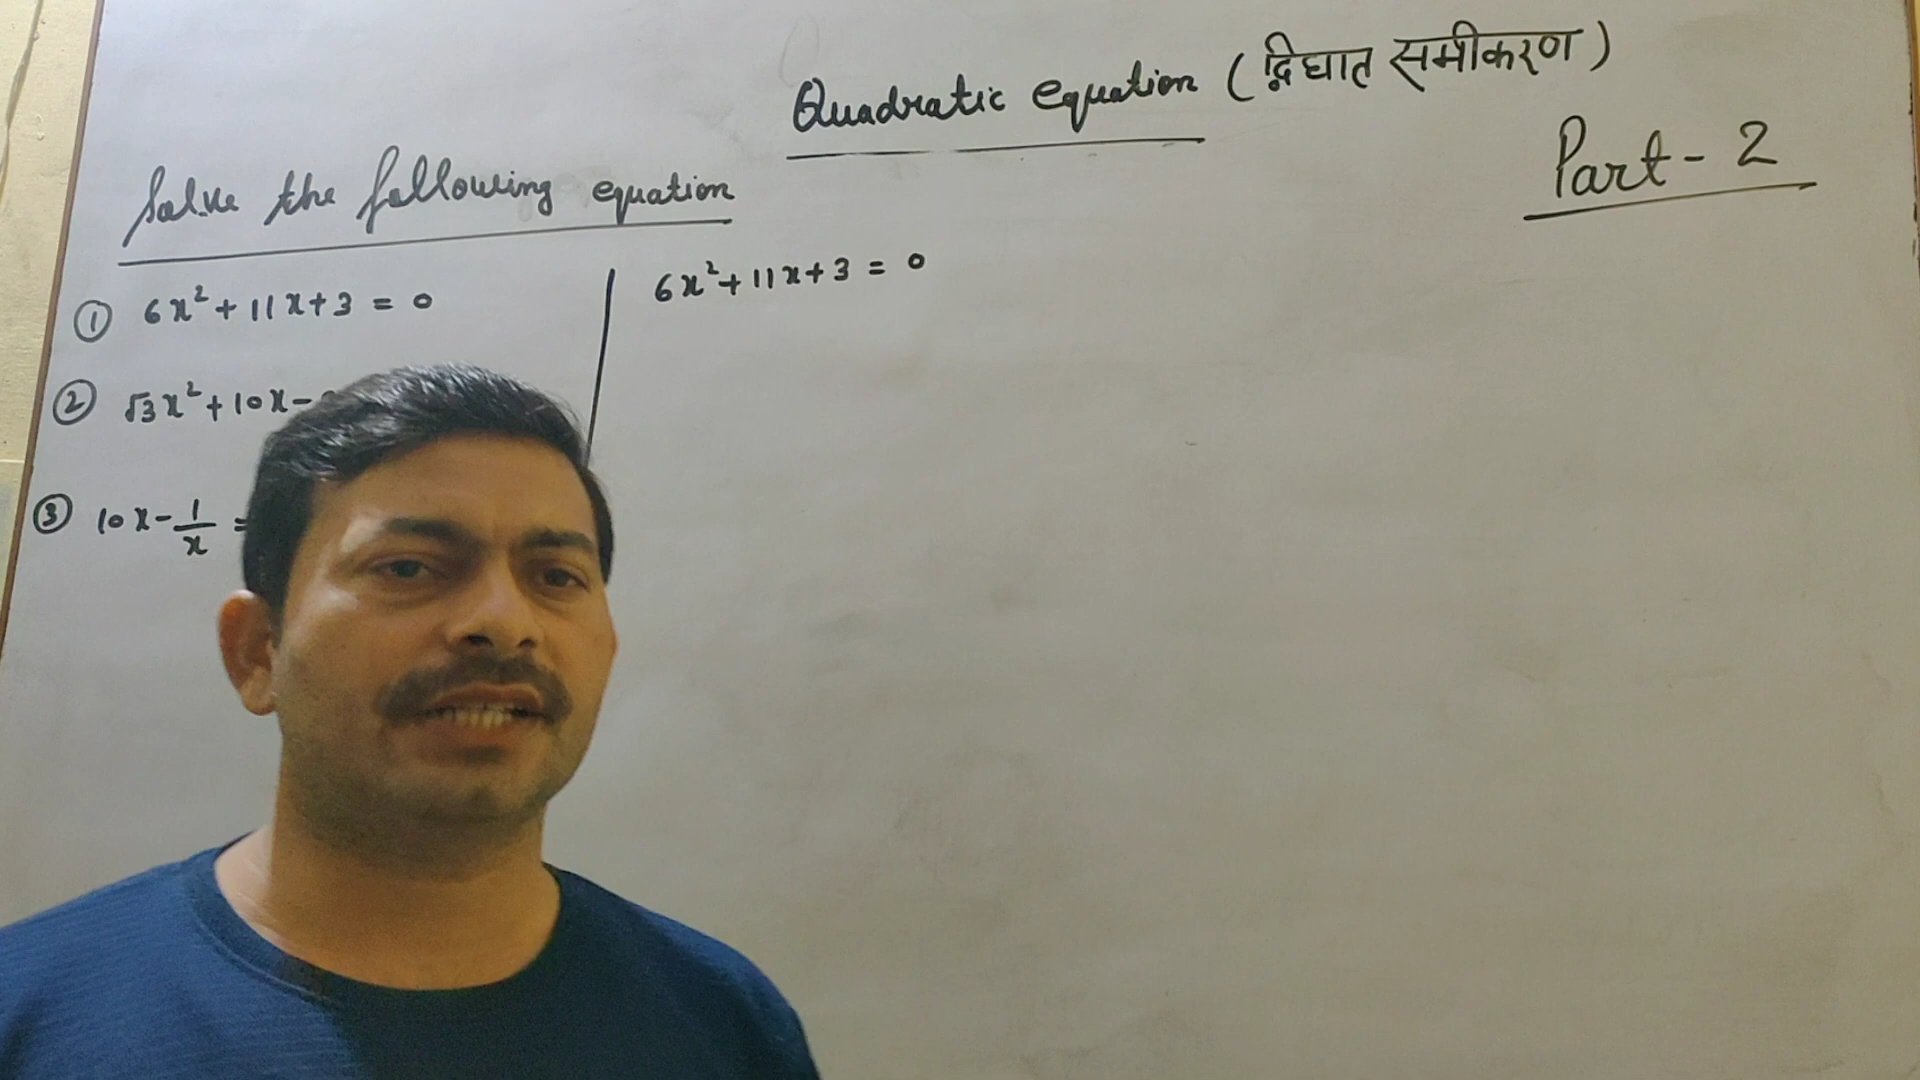 Quadratic equation (द्विघात समीकरण)
Part - 2
Solve the following equation
① 6x² + 11x + 3 = 0
② √3x² + 10x -
③ 10x - 1/x =
6x² + 11x + 3 = 0